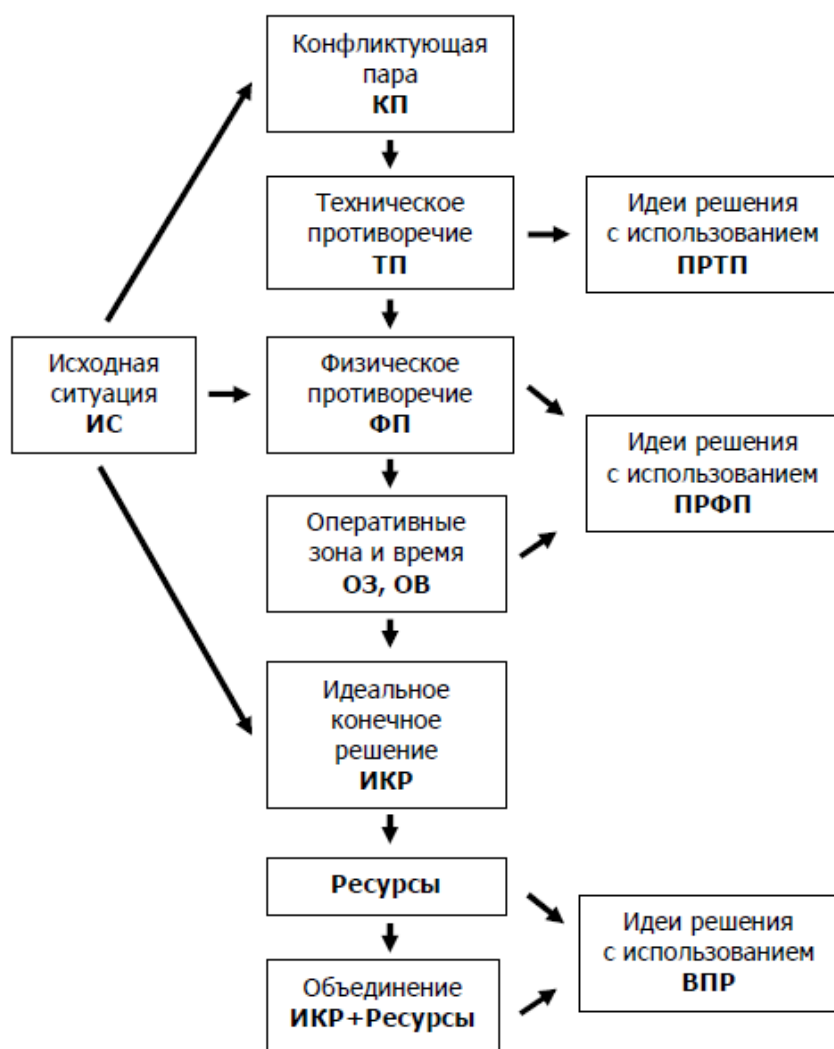 Конфликтующая
пара
КП
Техническое
противоречие
ТП
Идеи решения
с использованием
ПРТП
Исходная
ситуация
ИС
Физическое
противоречие
ФП
Идеи решения
с использованием
ПРФП
Оперативные
зона и время
ОЗ, ОВ
Идеальное
конечное
решение
ИКР
Ресурсы
Идеи решения
с использованием
ВПР
Объединение
ИКР+Ресурсы